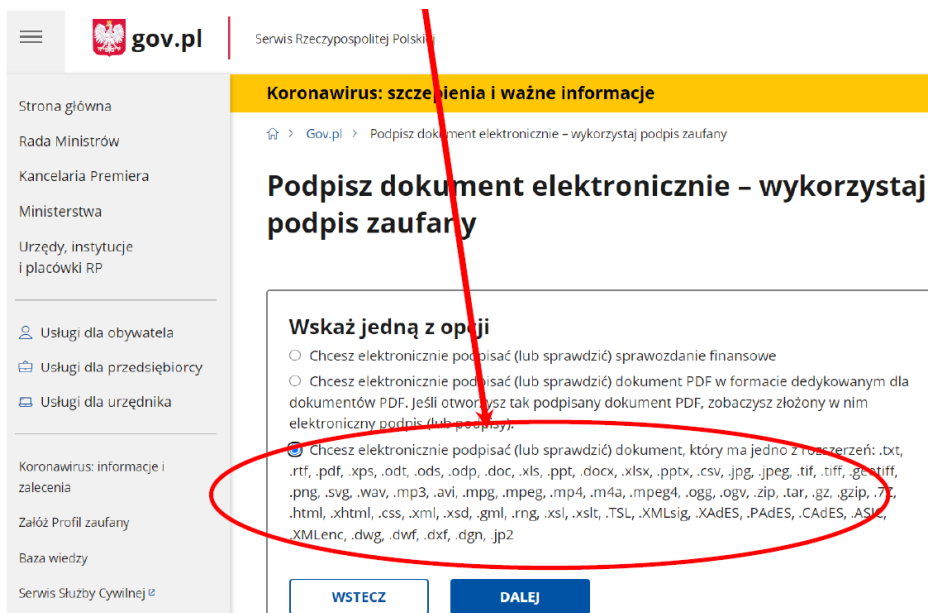 gov.pl
Serwis Rzeczypospolitej Polskiej
Strona główna
Rada Ministrów
Kancelaria Premiera
Ministerstwa
Urzędy, instytucje
i placówki RP
Usługi dla obywatela
Usługi dla przedsiębiorcy
Usługi dla urzędnika
Koronawirus: informacje i
zalecenia
Załóż Profil zaufany
Baza wiedzy
Serwis Służby Cywilnej
Koronawirus: szczepienia i ważne informacje
> Gov.pl > Podpisz dokument elektronicznie – wykorzystaj podpis zaufany
Podpisz dokument elektronicznie – wykorzystaj
podpis zaufany
Wskaż jedną z opcji
Chcesz elektronicznie podpisać (lub sprawdzić) sprawozdanie finansowe
Chcesz elektronicznie podpisać (lub sprawdzić) dokument PDF w formacie dedykowanym dla
dokumentów PDF. Jeśli otworzysz tak podpisany dokument PDF, zobaczysz złożony w nim
elektroniczny podpis (lub podpisy).
Chcesz elektronicznie podpisać (lub sprawdzić) dokument, który ma jedno z rozszerzeń: .txt,
.rtf, .pdf, .xps, .odt, .ods, .odp, .doc, .xls, .ppt, .docx, .xlsx, .pptx, .csv, .jpg, .jpeg, .tif, .tiff, .geotiff,
.png, .svg, .wav, .mp3, .avi, .mpg, .mpeg, .mp4, .m4a, .mpeg4, .ogg, .ogv, .zip, .tar, .gz, .gzip, .7Z,
.html, .xhtml, .css, .xml, .xsd, .gml, .rng, .xsl, .xslt, .TSL, .XMLsig, .XAdES, .PAdES, .CAdES, .ASIC,
.XMLenc, .dwg, .dwf, .dxf, .dgn, .jp2
WSTECZ
DALEJ